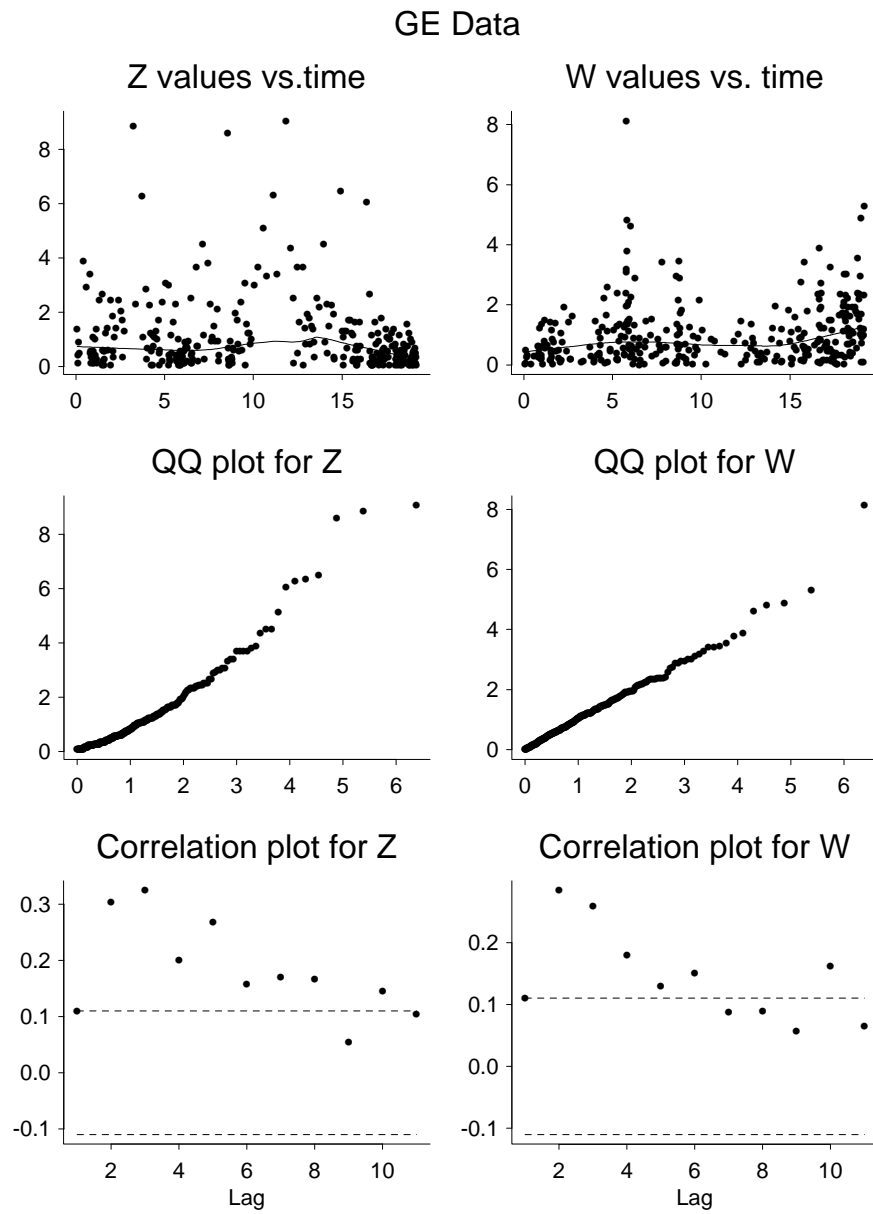 GE Data
Z values vs.time
W values vs. time
8
6
4
2
0
0 5 10 15
8
6
4
2
0
0 5 10 15
QQ plot for Z
QQ plot for W
8
6
4
2
0
0 1 2 3 4 5 6
8
6
4
2
0
0 1 2 3 4 5 6
Correlation plot for Z
Correlation plot for W
0.3
0.2
0.1
0.0
-0.1
2 4 6 8 10
Lag
0.2
0.1
0.0
-0.1
2 4 6 8 10
Lag